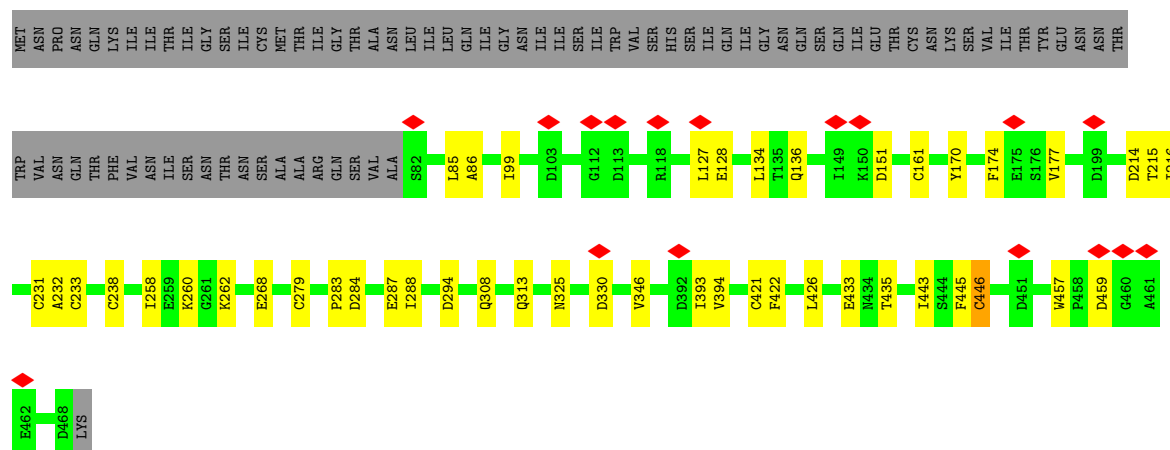 MET ASN PRO ASN GLN LYS ILE ILE THR ILE GLY SER ILE CYS MET THR ILE GLY THR ALA ASN LEU ILE LEU GLN ILE GLY ASN ILE ILE SER ILE TRP VAL SER HIS SER ILE GLN ILE GLY ASN GLN SER GLN ILE GLU THR CYS ASN LYS SER VAL ILE THR TYR GLU ASN ASN THR
TRP VAL ASN GLN THR PHE VAL ASN ILE SER ASN THR ASN SER ALA ALA ARG GLN SER VAL ALA S82 L85 A86 I99 D103 G112 D113 R118 L127 E128 L134 T135 Q136 I149 K150 D151 C161 Y170 F174 E175 S176 V177 D199 D214 T215
C231 A232 C233 C238 I258 E259 K260 G261 K262 E268 C279 P283 D284 E287 I288 D294 Q308 Q313 N325 D330 V346 D392 I393 V394 C421 F422 L426 E433 N434 T435 I443 S444 F445 C446 D451 W457 P458 D459 G460 A461
E462 D468 LYS